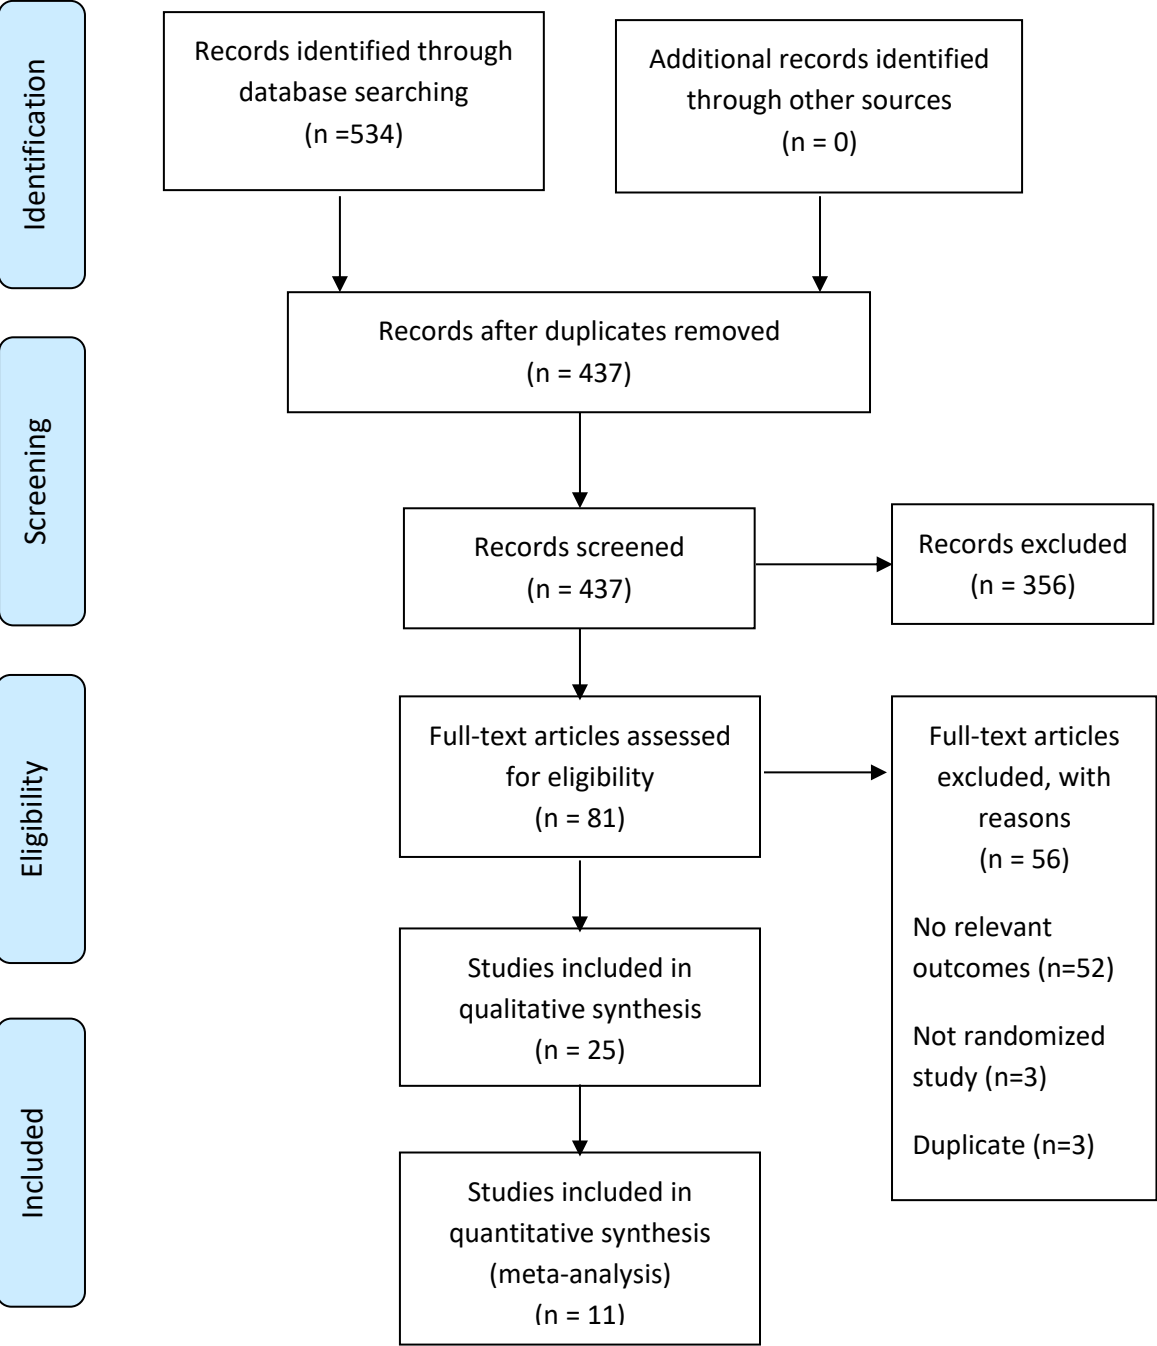 Identification
Records identified through
database searching
(n =534)
Additional records identified
through other sources
(n = 0)
Records after duplicates removed
(n = 437)
Screening
Records screened
(n = 437)
Records excluded
(n = 356)
Eligibility
Full-text articles assessed
for eligibility
(n = 81)
Full-text articles
excluded, with
reasons
(n = 56)
No relevant
outcomes (n=52)
Not randomized
study (n=3)
Duplicate (n=3)
Studies included in
qualitative synthesis
(n = 25)
Included
Studies included in
quantitative synthesis
(meta-analysis)
(n = 11)